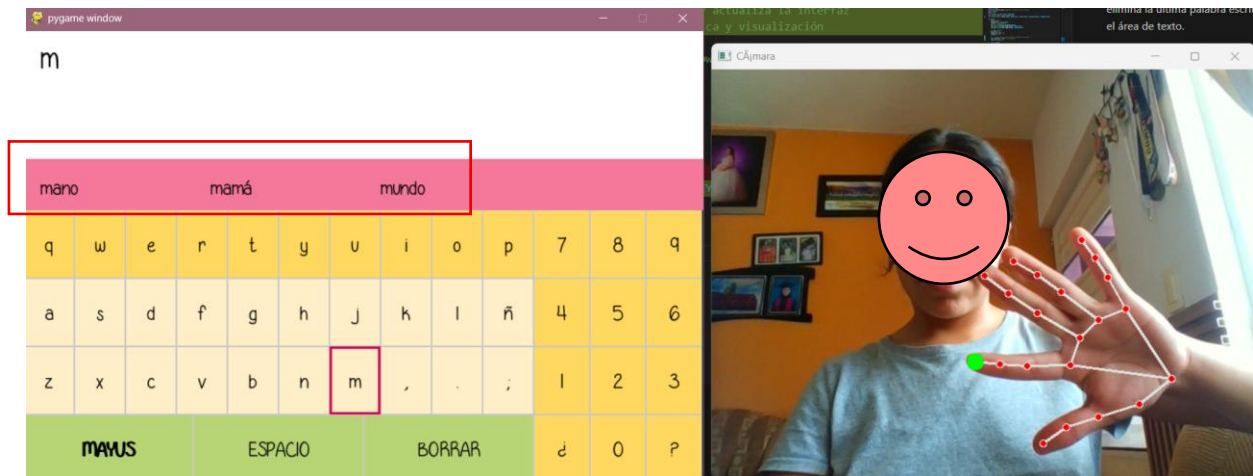 pygame window
m
mano mamá mundo
q w e r t y u i o p 7 8 9
a s d f g h j k l ñ 4 5 6
z x c v b n m , . ; 1 2 3
MAYUS ESPACIO BORRAR ¿ 0 ?
actualiza la interfaz
ca y visualización
elimina la última palabra escri
el área de texto.
CÃ¡mara